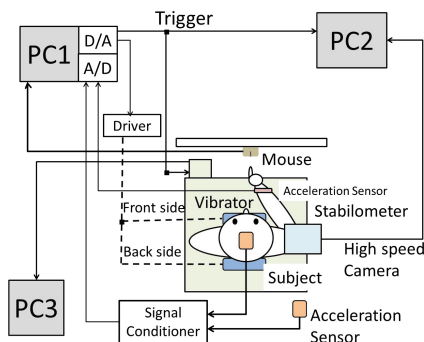 Trigger
PC1
D/A
A/D
PC2
Driver
Mouse
Acceleration Sensor
Vibrator
Stabilometer
Front side
Back side
High speed
Camera
Subject
PC3
Signal
Conditioner
Acceleration
Sensor